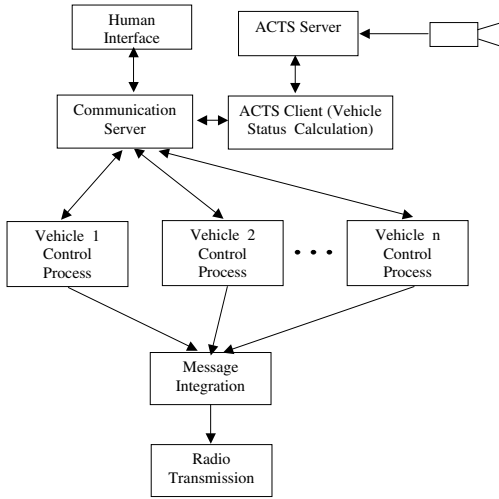 Human
Interface
ACTS Server
Communication
Server
ACTS Client (Vehicle
Status Calculation)
Vehicle 1
Control
Process
Vehicle 2
Control
Process
• • •
Vehicle n
Control
Process
Message
Integration
Radio
Transmission